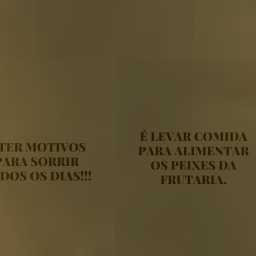 TER MOTIVOS
PARA SORRIR
DOS OS DIAS!!!
É LEVAR COMIDA
PARA ALIMENTAR
OS PEIXES DA
FRUTARIA.